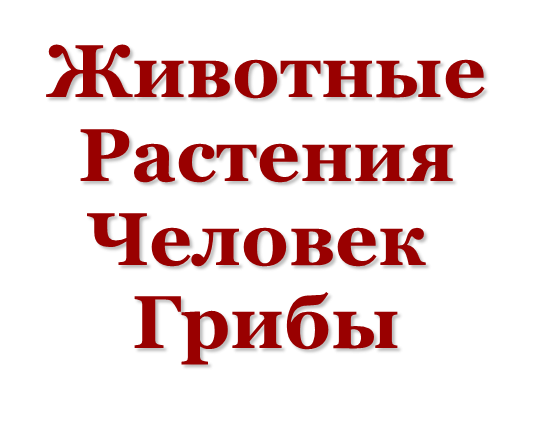 Животные
Растения
Человек
Грибы